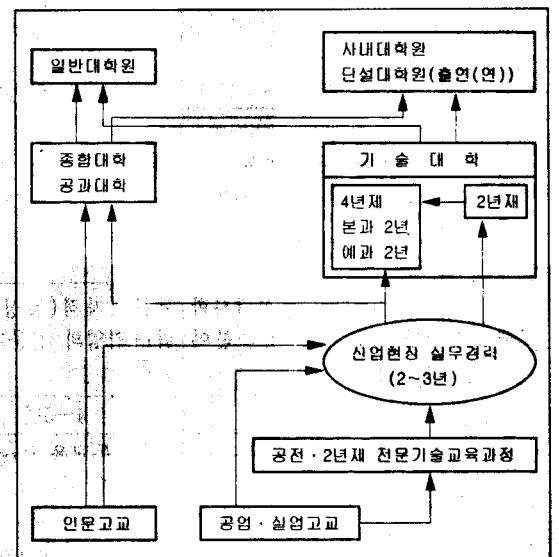 일반대학원
사내대학원
단설대학원(출연(연))
종합대학
공과대학
기 술 대 학
4년제
본과 2년
예과 2년
2년재
산업현장 실무경력
(2~3년)
공전·2년재 전문기술교육과정
인문고교
공업·실업고교